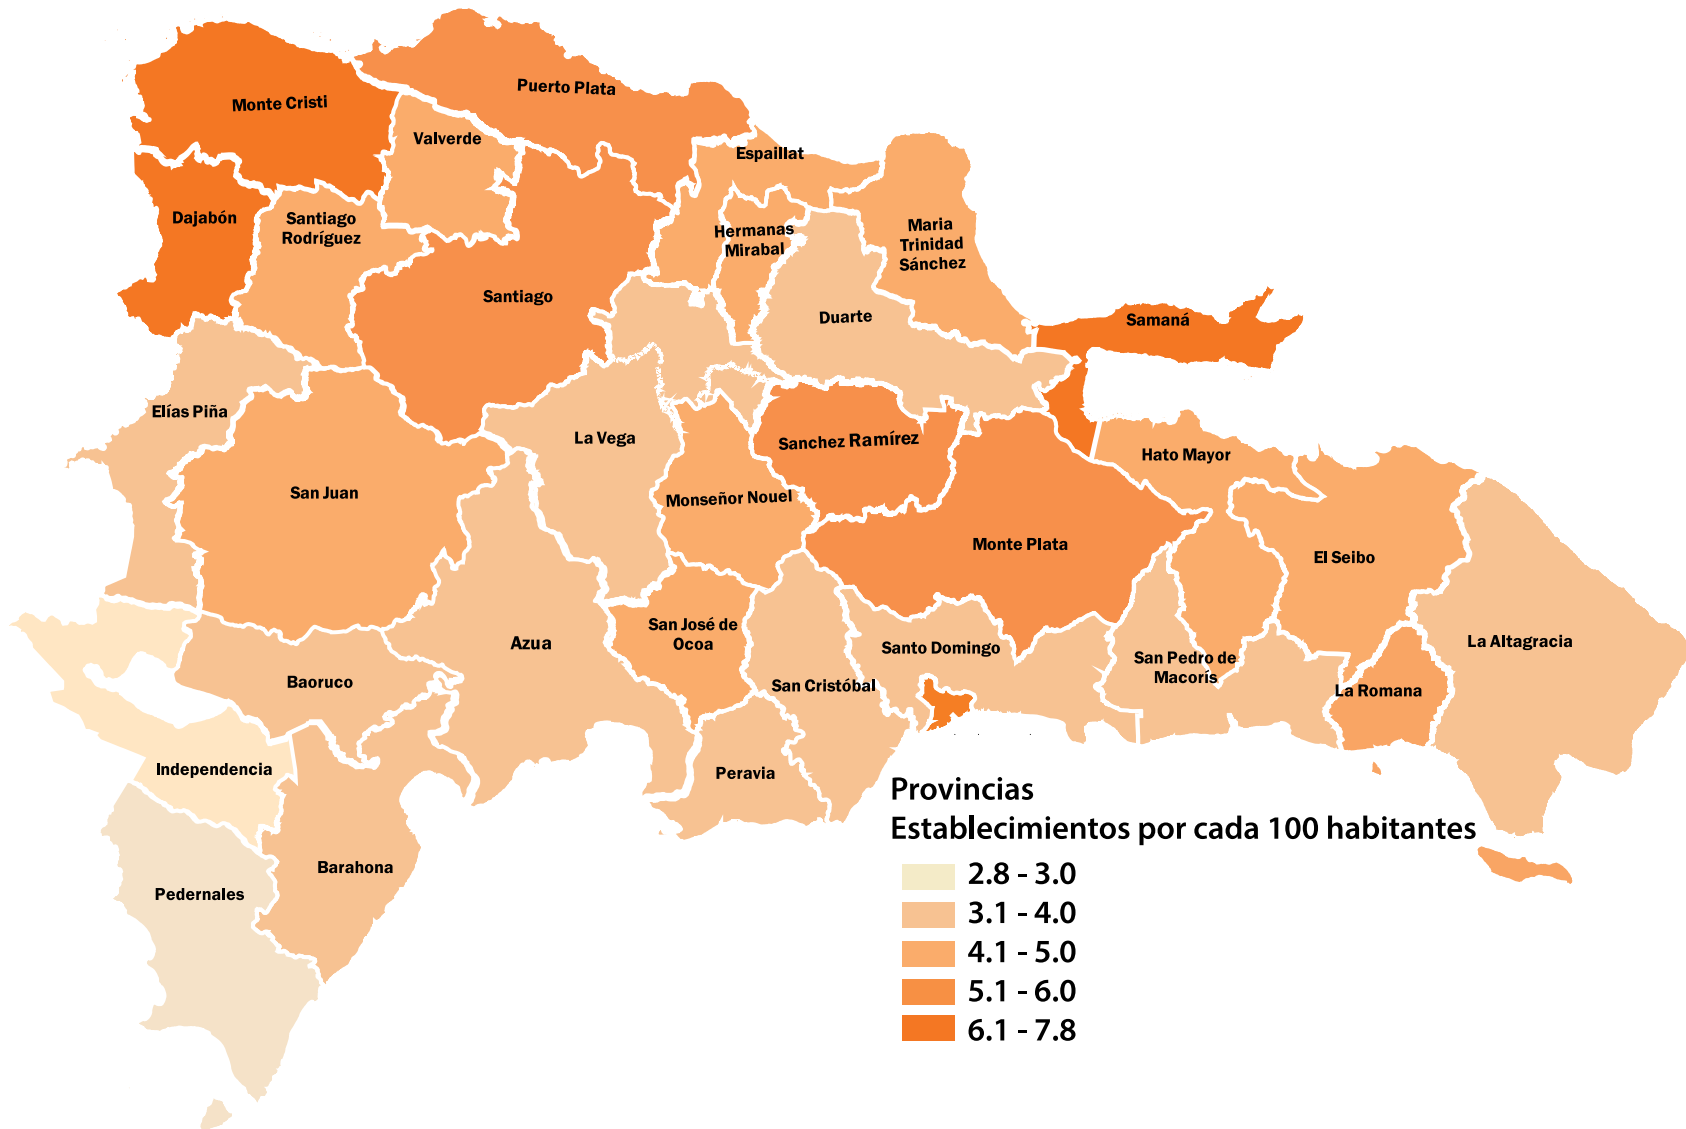 Puerto Plata
Monte Cristi
Valverde
Espaillat
Dajabón
Santiago
Rodríguez
Hermanas
Mirabal
Maria
Trinidad
Sánchez
Santiago
Duarte
Samaná
Elías Piña
La Vega
Sanchez Ramírez
Hato Mayor
San Juan
Monseñor Nouel
Monte Plata
El Seibo
Azua
San José de
Ocoa
Santo Domingo
San Pedro de
Macorís
La Altagracia
Baoruco
San Cristóbal
La Romana
Independencia
Peravia
Barahona
Pedernales
Provincias
Establecimientos por cada 100 habitantes
2.8 - 3.0
3.1 - 4.0
4.1 - 5.0
5.1 - 6.0
6.1 - 7.8